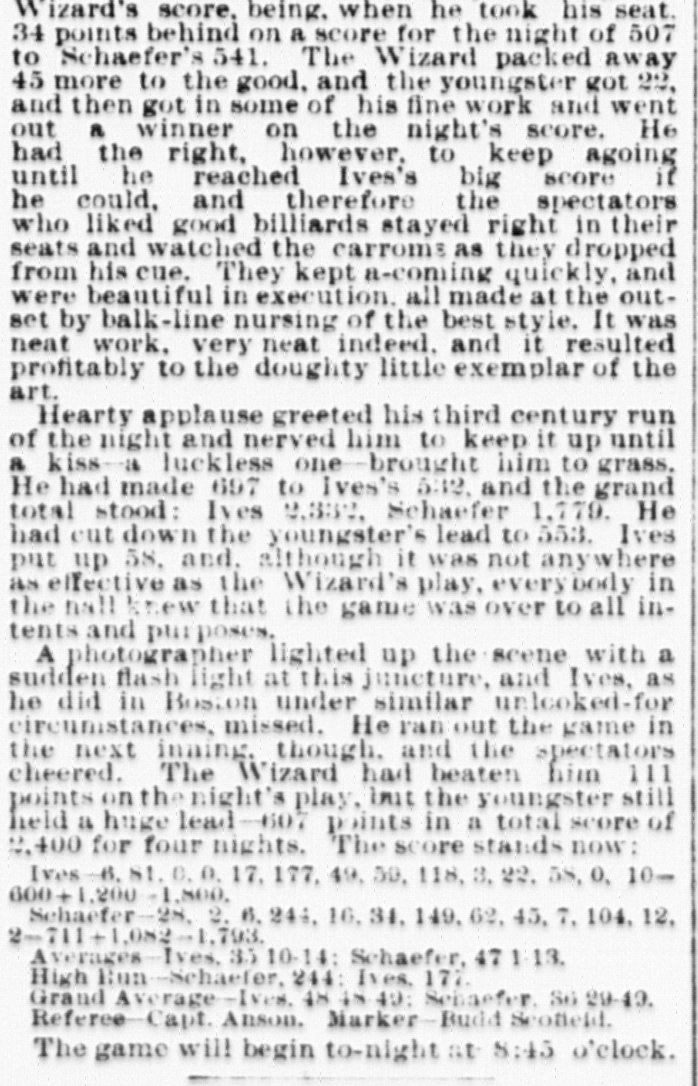 Wizard's score, being, when he took his seat,
34 points behind on a score for the night of 507
to Schaefer's 541. The Wizard packed away
45 more to the good, and the youngster got 22,
and then got in some of his fine work and went
out a winner on the night's score. He
had the right, however, to keep agoing
until he reached Ives's big score if
he could, and therefore the spectators
who liked good billiards stayed right in their
seats and watched the carroms as they dropped
from his cue. They kept a-coming quickly, and
were beautiful in execution, all made at the out-
set by balk-line nursing of the best style. It was
neat work, very neat indeed, and it resulted
profitably to the doughty little exemplar of the
art.
Hearty applause greeted his third century run
of the night and nerved him to keep it up until
a kiss—a luckless one—brought him to grass.
He had made 697 to Ives's 532, and the grand
total stood: Ives 2,332, Schaefer 1,779. He
had cut down the youngster's lead to 553. Ives
put up 58, and, although it was not anywhere
as effective as the Wizard's play, everybody in
the hall knew that the game was over to all in-
tents and purposes.
A photographer lighted up the scene with a
sudden flash light at this juncture, and Ives, as
he did in Boston under similar unlooked-for
circumstances, missed. He ran out the game in
the next inning, though, and the spectators
cheered. The Wizard had beaten him 111
points on the night's play, but the youngster still
held a huge lead—607 points in a total score of
2,400 for four nights. The score stands now:
Ives—6, 81, 0, 0, 17, 177, 49, 59, 118, 3, 22, 58, 0, 10—
600+1,200—1,800.
Schaefer—28, 2, 6, 244, 16, 34, 149, 62, 45, 7, 104, 12,
2—711+1,082—1,793.
Averages—Ives, 35 10-14; Schaefer, 47 1-13.
High Run—Schaefer, 244; Ives, 177.
Grand Average—Ives, 48 48-49; Schaefer, 36 29-49.
Referee—Capt. Anson. Marker—Budd Scofield.
The game will begin to-night at 8:45 o'clock.